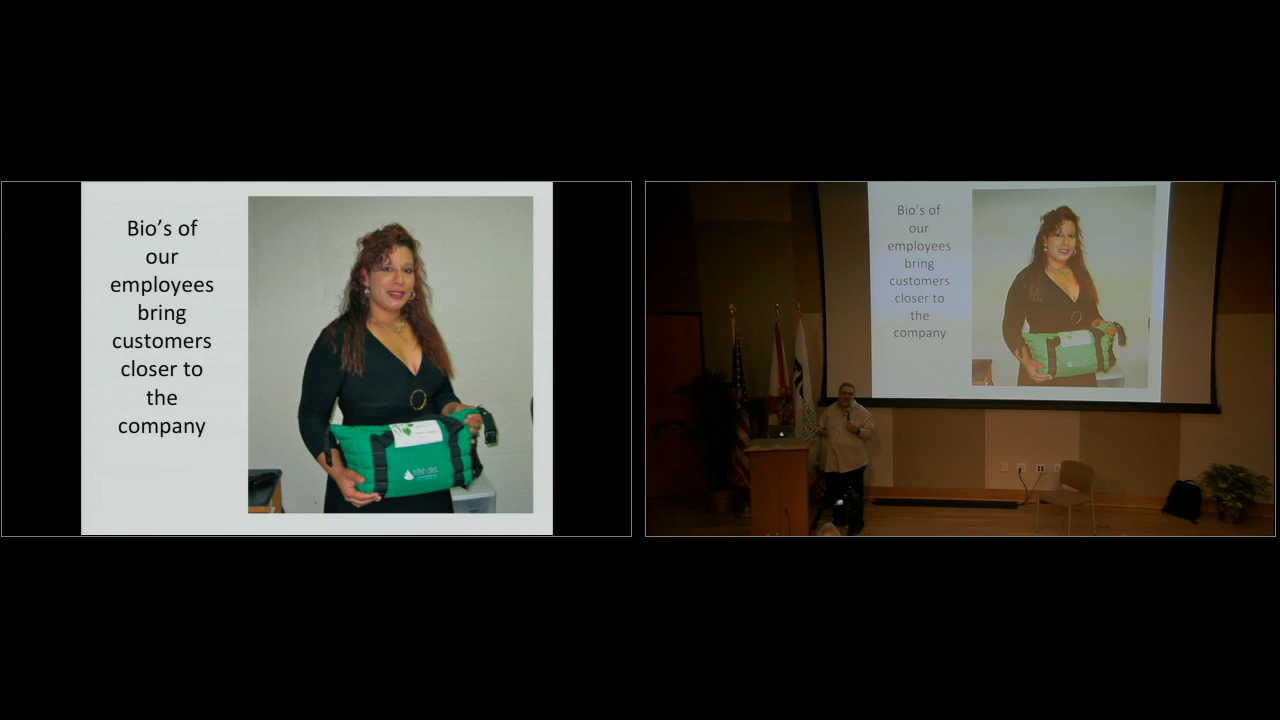 Bio's of
our
employees
bring
customers
closer to
the
company
Bio's of
our
employees
bring
customers
closer to
the
company